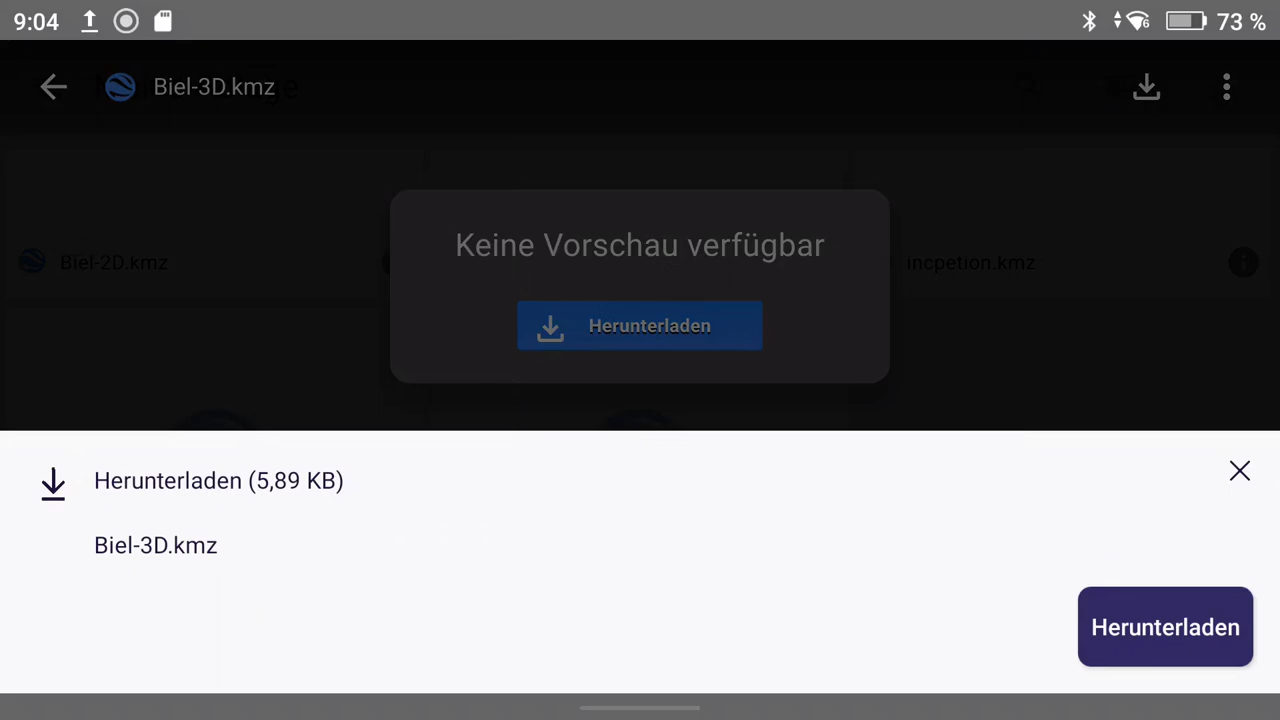 9:04
6
73 %
Biel-3D.kmz
Keine Vorschau verfügbar
Biel-2D.kmz
incpetion.kmz
Herunterladen
Herunterladen (5,89 KB)
Biel-3D.kmz
Herunterladen